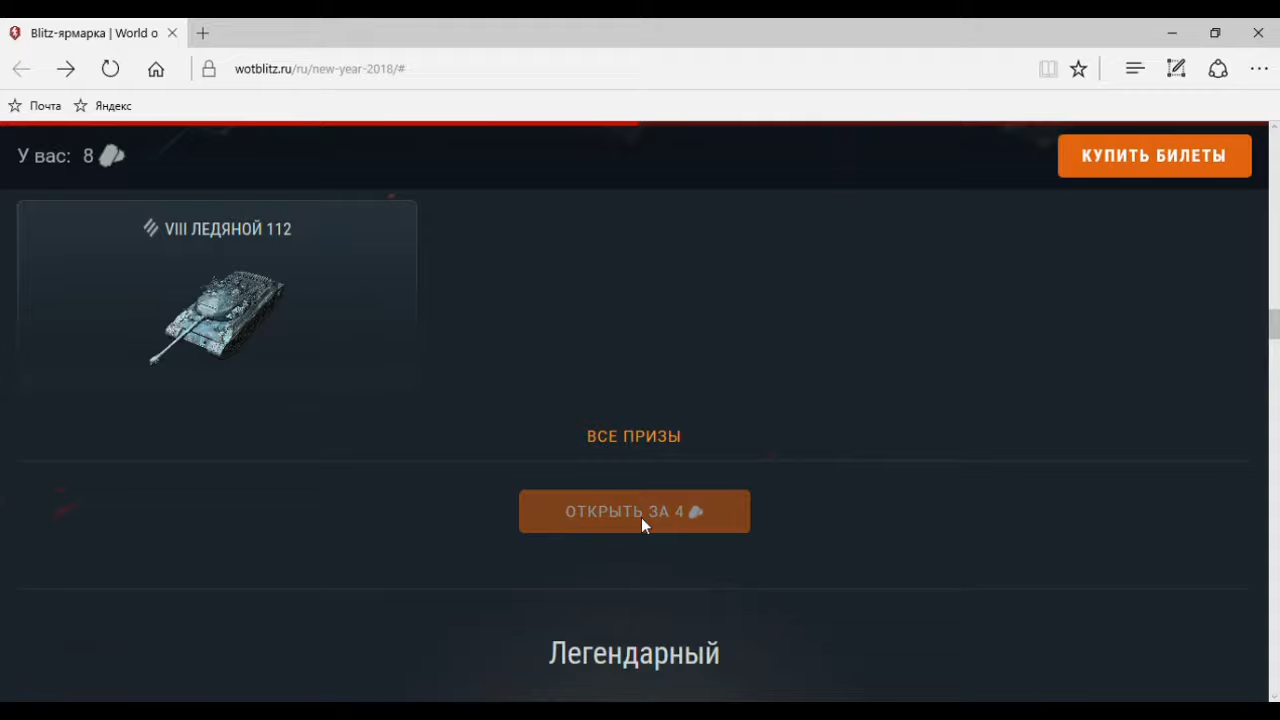 Blitz-ярмарка | World o
wotblitz.ru/ru/new-year-2018/#
Почта
Яндекс
У вас: 8
КУПИТЬ БИЛЕТЫ
VIII ЛЕДЯНОЙ 112
ВСЕ ПРИЗЫ
ОТКРЫТЬ ЗА 4
Легендарный